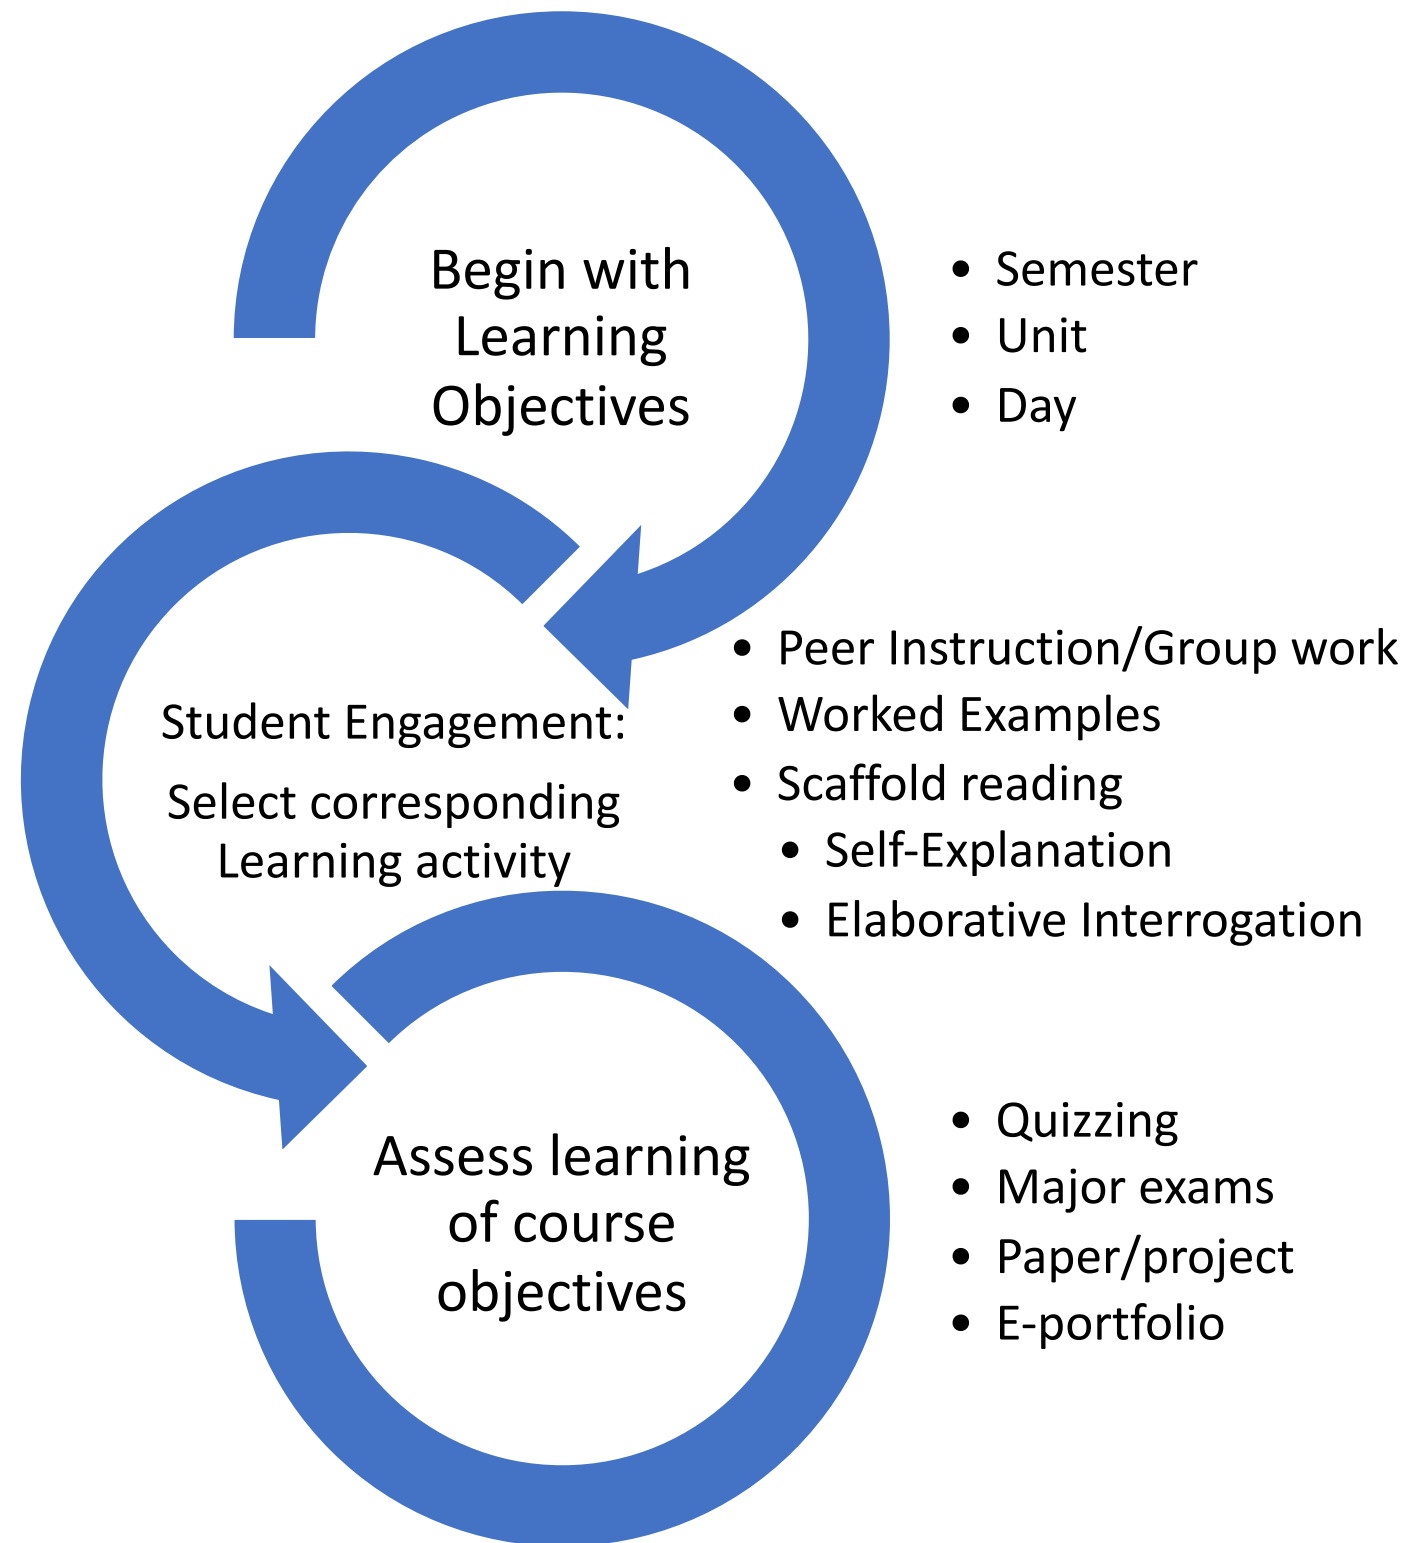 Begin with
Learning
Objectives
• Semester
• Unit
• Day
Student Engagement:
Select corresponding
Learning activity
• Peer Instruction/Group work
• Worked Examples
• Scaffold reading
• Self-Explanation
• Elaborative Interrogation
Assess learning
of course
objectives
• Quizzing
• Major exams
• Paper/project
• E-portfolio